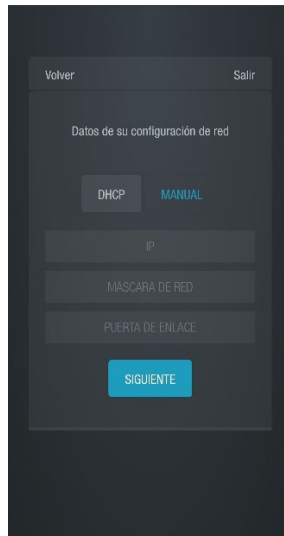 Volver Salir
Datos de su configuración de red
DHCP MANUAL
IP
MÁSCARA DE RED
PUERTA DE ENLACE
SIGUIENTE